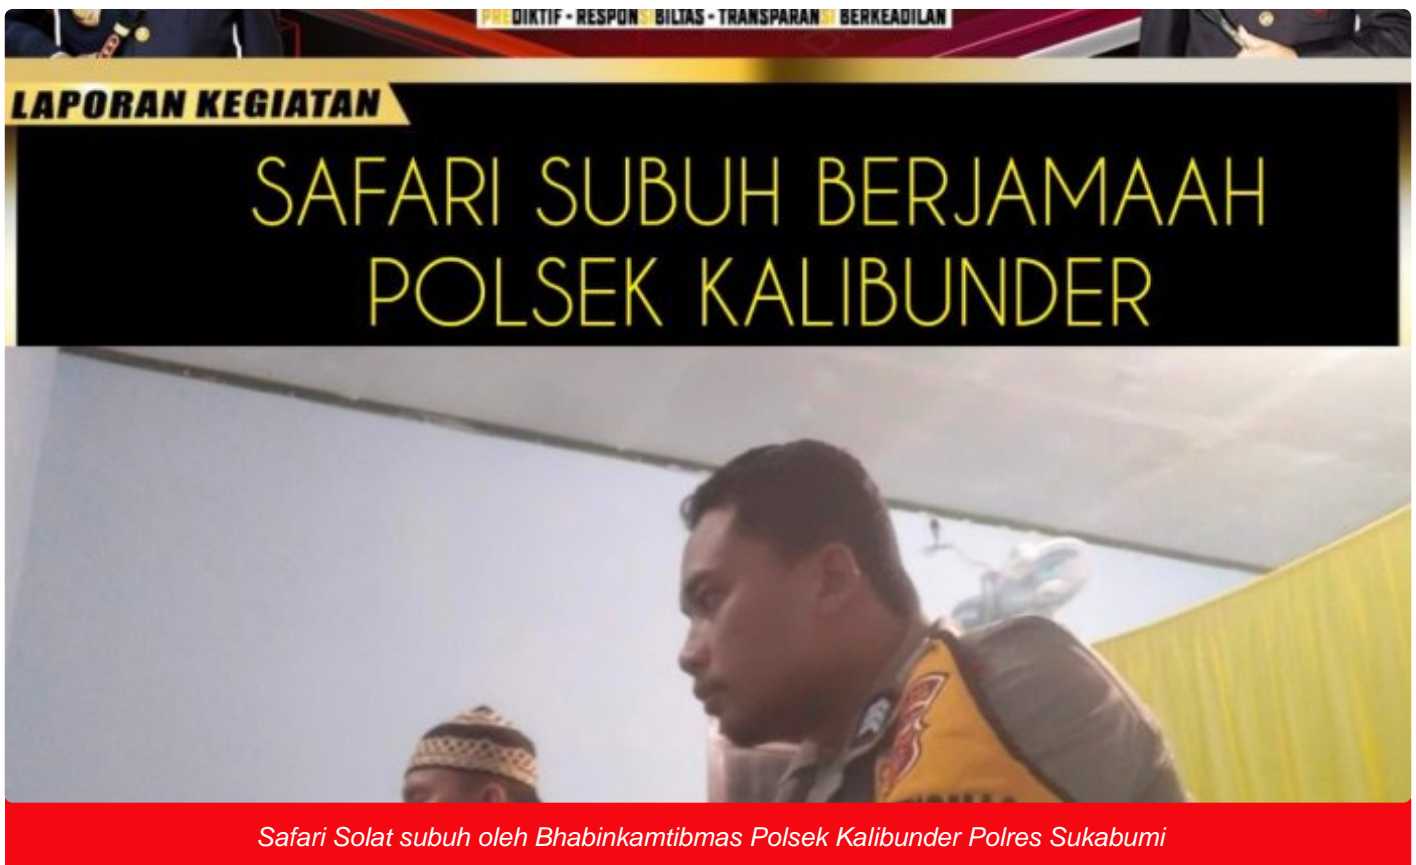 PREDIKTIF - RESPONSIBILTAS - TRANSPARANSI BERKEADILAN
LAPORAN KEGIATAN
SAFARI SUBUH BERJAMAAH
POLSEK KALIBUNDER
Safari Solat subuh oleh Bhabinkamtibmas Polsek Kalibunder Polres Sukabumi